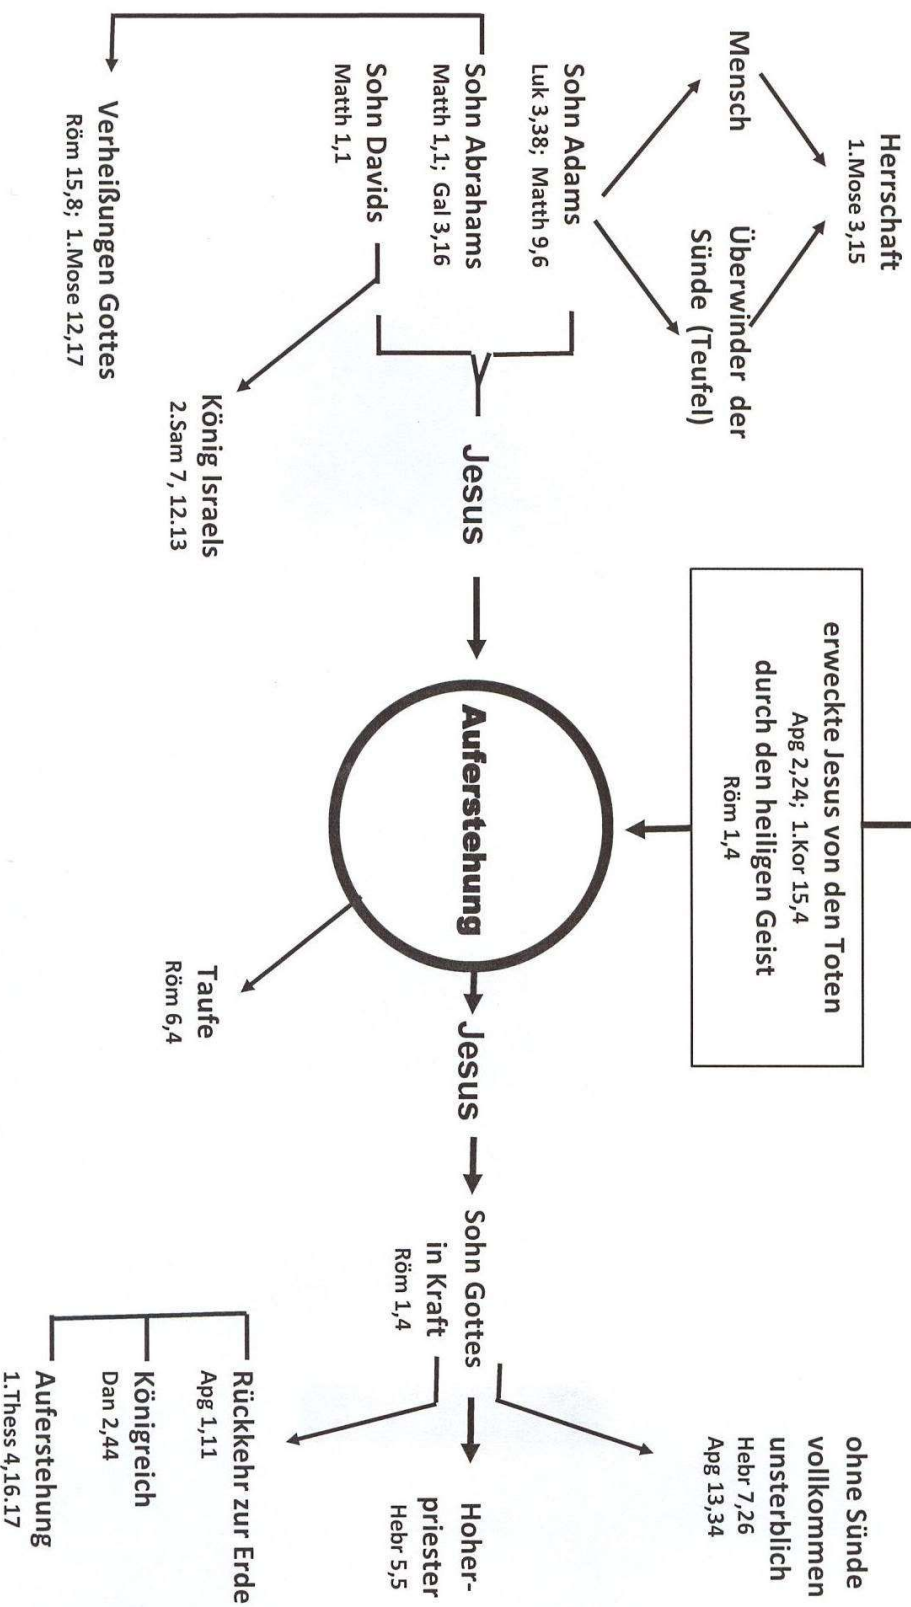 Herrschaft
1.Mose 3,15
Mensch
Überwinder der
Sünde (Teufel)
Sohn Adams
Luk 3,38; Matth 9,6
Sohn Abrahams
Matth 1,1; Gal 3,16
Sohn Davids
Matth 1,1
Verheißungen Gottes
Röm 15,8; 1.Mose 12,17
König Israels
2.Sam 7, 12.13
Jesus
erweckte Jesus von den Toten
Apg 2,24; 1.Kor 15,4
durch den heiligen Geist
Röm 1,4
Auferstehung
Taufe
Röm 6,4
Jesus
Sohn Gottes
in Kraft
Röm 1,4
ohne Sünde
vollkommen
unsterblich
Hebr 7,26
Apg 13,34
Hoher-
priester
Hebr 5,5
Rückkehr zur Erde
Apg 1,11
Königreich
Dan 2,44
Auferstehung
1.Thess 4,16.17